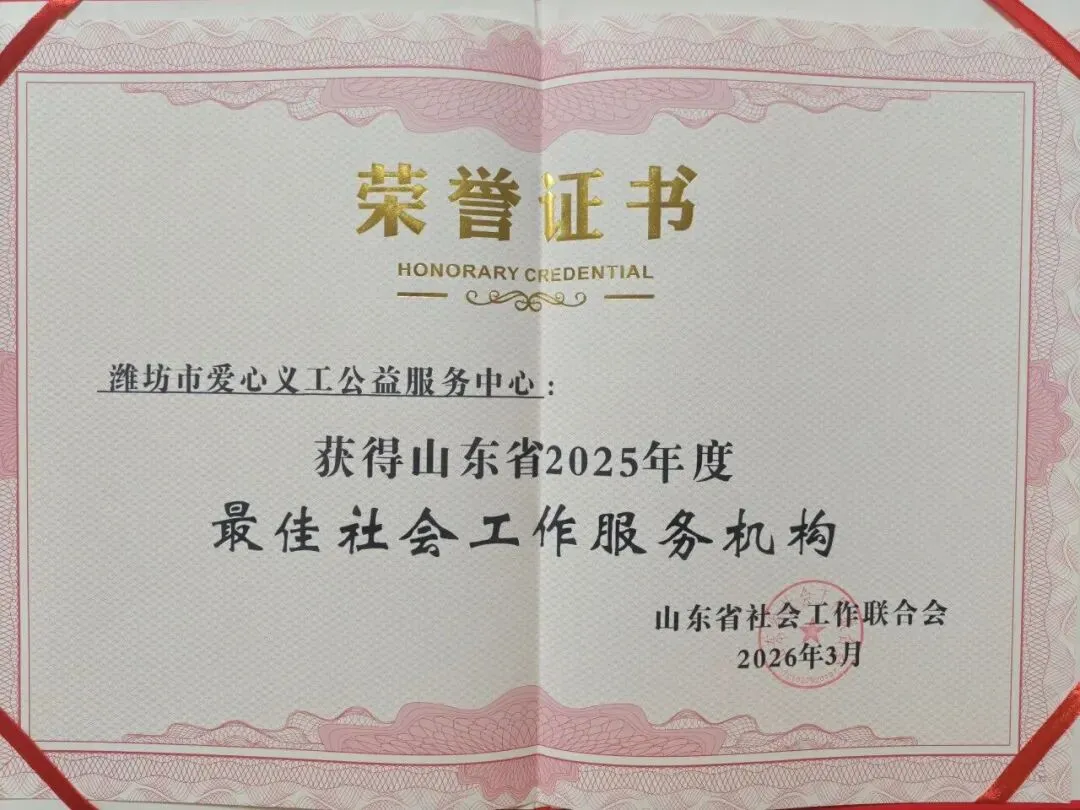 荣誉证书
HONORARY CREDENTIAL
潍坊市爱心义工公益服务中心：
获得山东省2025年度
最佳社会工作服务机构
山东省社会工作联合会
2026年3月